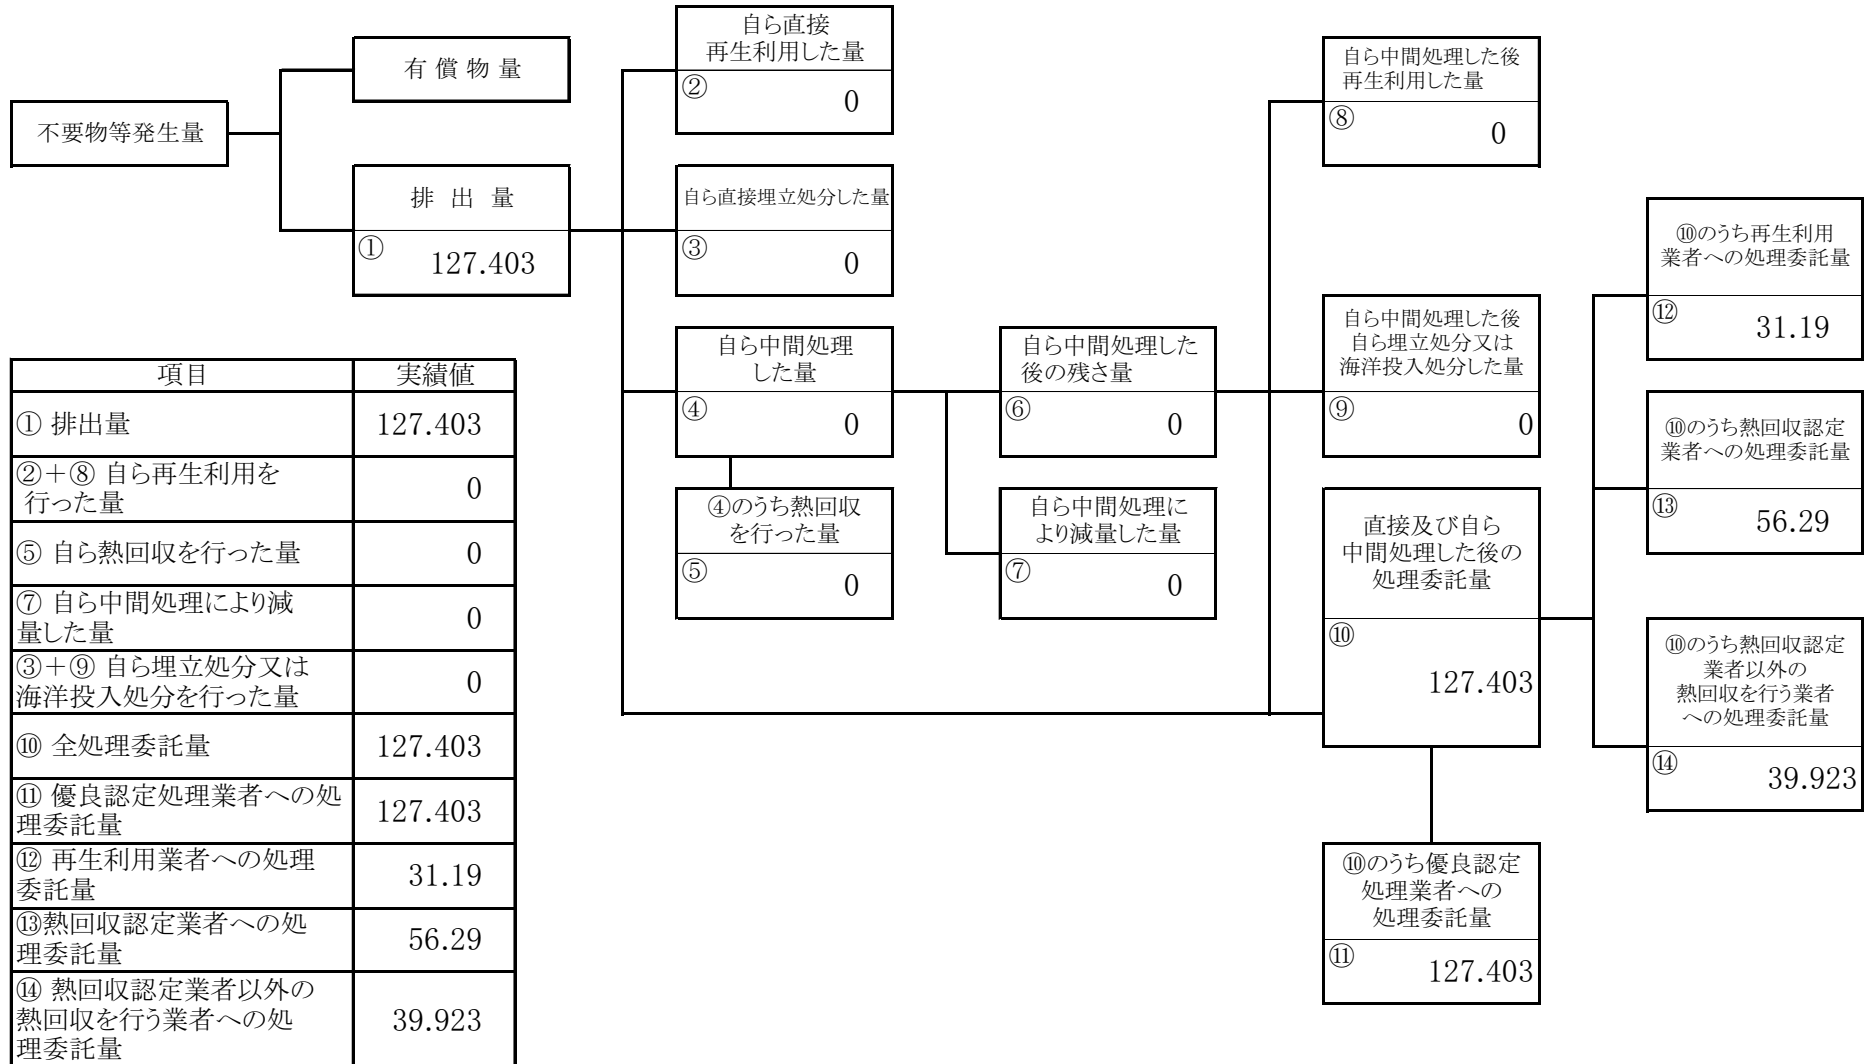 不要物等発生量
有 償 物 量
排 出 量
① 127.403
自ら直接
再生利用した量
② 0
自ら直接埋立処分した量
③ 0
自ら中間処理
した量
④ 0
④のうち熱回収
を行った量
⑤ 0
自ら中間処理した
後の残さ量
⑥ 0
自ら中間処理に
より減量した量
⑦ 0
自ら中間処理した後
再生利用した量
⑧ 0
自ら中間処理した後
自ら埋立処分又は
海洋投入処分した量
⑨ 0
直接及び自ら
中間処理した後の
処理委託量
⑩
127.403
⑩のうち優良認定
処理業者への
処理委託量
⑪ 127.403
⑩のうち再生利用
業者への処理委託量
⑫ 31.19
⑩のうち熱回収認定
業者への処理委託量
⑬ 56.29
⑩のうち熱回収認定
業者以外の
熱回収を行う業者
への処理委託量
⑭ 39.923
項目 実績値
① 排出量 127.403
②＋⑧ 自ら再生利用を
行った量 0
⑤ 自ら熱回収を行った量 0
⑦ 自ら中間処理により減
量した量 0
③＋⑨ 自ら埋立処分又は
海洋投入処分を行った量 0
⑩ 全処理委託量 127.403
⑪ 優良認定処理業者への処
理委託量 127.403
⑫ 再生利用業者への処理
委託量 31.19
⑬熱回収認定業者への処
理委託量 56.29
⑭ 熱回収認定業者以外の
熱回収を行う業者への処
理委託量 39.923